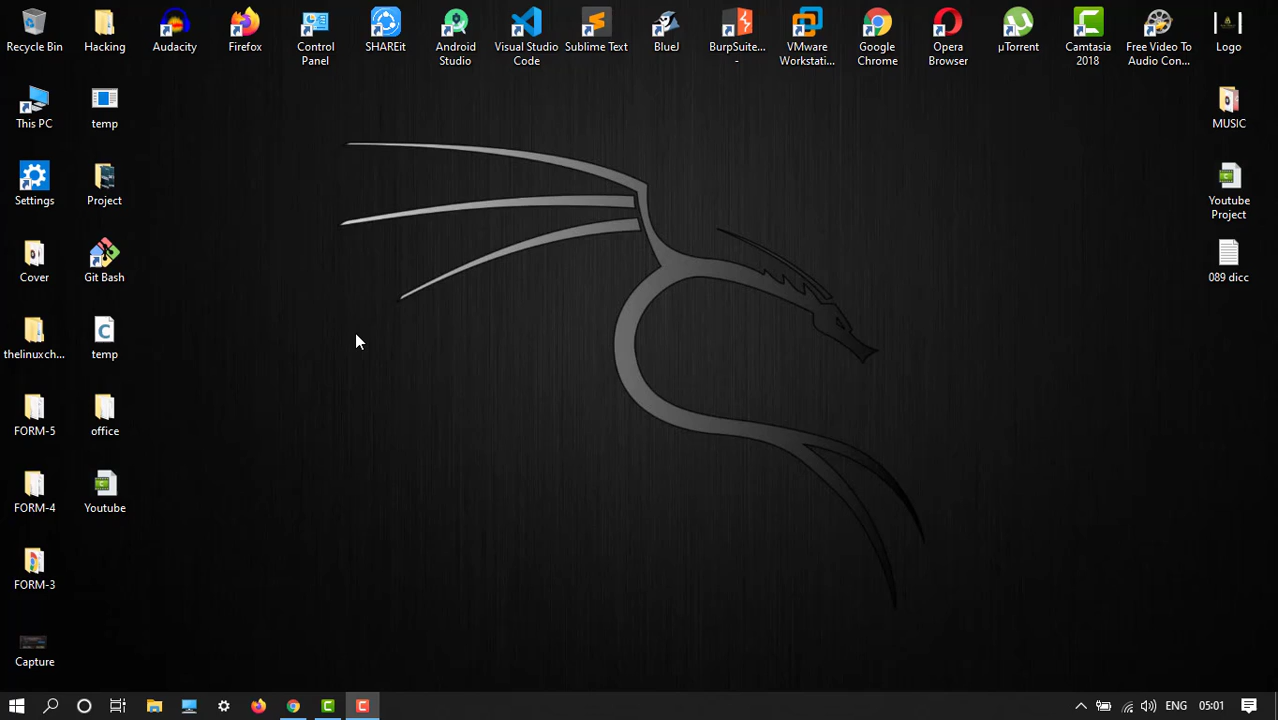 Recycle Bin
Hacking
Audacity
Firefox
Control
Panel
SHAREit
Android
Studio
Visual Studio
Code
Sublime Text
BlueJ
BurpSuite...
-
VMware
Workstati...
Google
Chrome
Opera
Browser
µTorrent
Camtasia
2018
Free Video To
Audio Con...
Logo
This PC
temp
MUSIC
Settings
Project
Youtube
Project
Cover
Git Bash
089 dicc
thelinuxch...
temp
FORM-5
office
FORM-4
Youtube
FORM-3
Capture
ENG
05:01